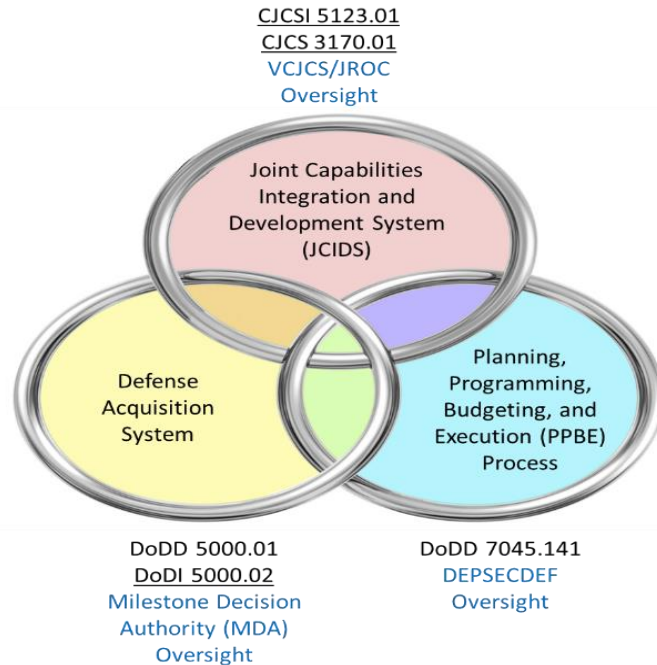 CJCSI 5123.01
CJCS 3170.01
VCJCS/JROC
Oversight
Joint Capabilities
Integration and
Development System
(JCIDS)
Defense
Acquisition
System
Planning,
Programming,
Budgeting, and
Execution (PPBE)
Process
DoDD 5000.01
DoDI 5000.02
Milestone Decision
Authority (MDA)
Oversight
DoDD 7045.141
DEPSECDEF
Oversight